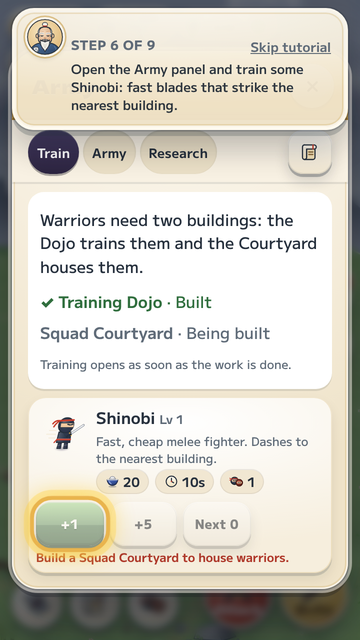 STEP 6 OF 9
Skip tutorial
Open the Army panel and train some
Shinobi: fast blades that strike the
nearest building.
Train
Army
Research
Warriors need two buildings: the
Dojo trains them and the Courtyard
houses them.
✔ Training Dojo · Built
Squad Courtyard · Being built
Training opens as soon as the work is done.
Shinobi Lv 1
Fast, cheap melee fighter. Dashes to
the nearest building.
20
10s
1
+1
+5
Next 0
Build a Squad Courtyard to house warriors.